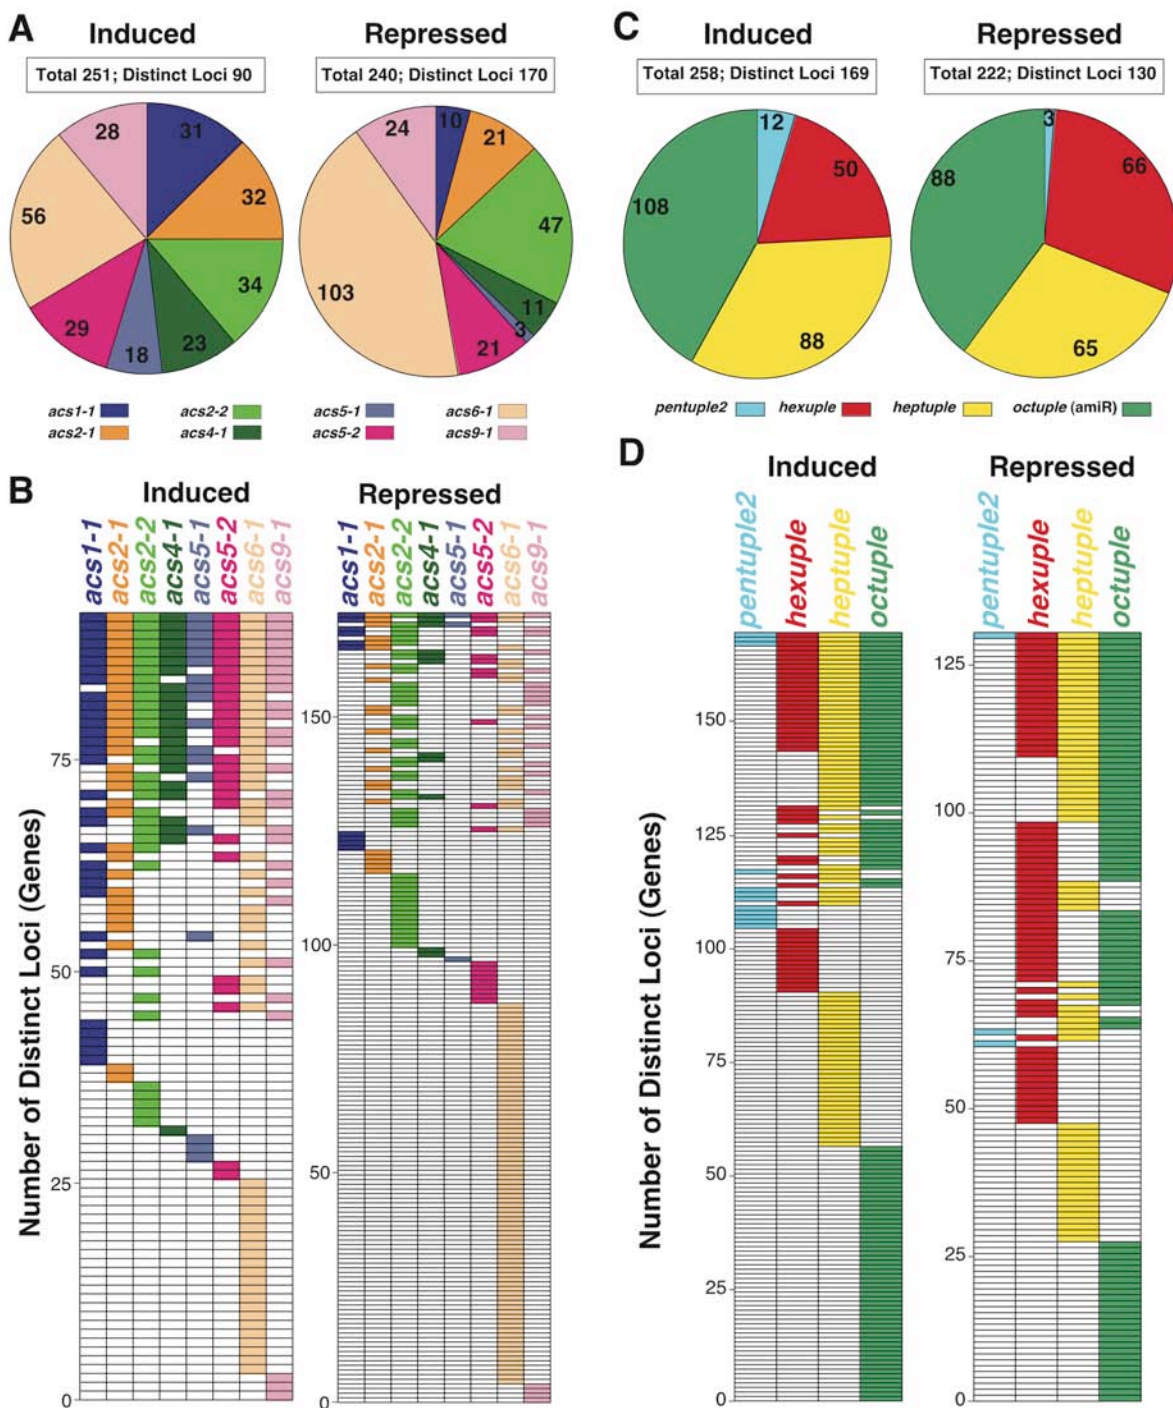 A
Induced
Repressed
Total 251; Distinct Loci 90
Total 240; Distinct Loci 170
28
31
32
34
23
18
29
56
24
10
21
47
11
3
21
103
acs1-1
acs2-2
acs5-1
acs6-1
acs2-1
acs4-1
acs5-2
acs9-1
C
Induced
Repressed
Total 258; Distinct Loci 169
Total 222; Distinct Loci 130
12
50
88
108
3
66
65
88
pentuple2
hexuple
heptuple
octuple (amiR)
B
Induced
Repressed
acs1-1
acs2-1
acs2-2
acs4-1
acs5-1
acs5-2
acs6-1
acs9-1
acs1-1
acs2-1
acs2-2
acs4-1
acs5-1
acs5-2
acs6-1
acs9-1
Number of Distinct Loci (Genes)
75
50
25
0
150
100
50
0
D
Induced
Repressed
pentuple2
hexuple
heptuple
octuple
pentuple2
hexuple
heptuple
octuple
Number of Distinct Loci (Genes)
150
125
100
75
50
25
0
125
100
75
50
25
0